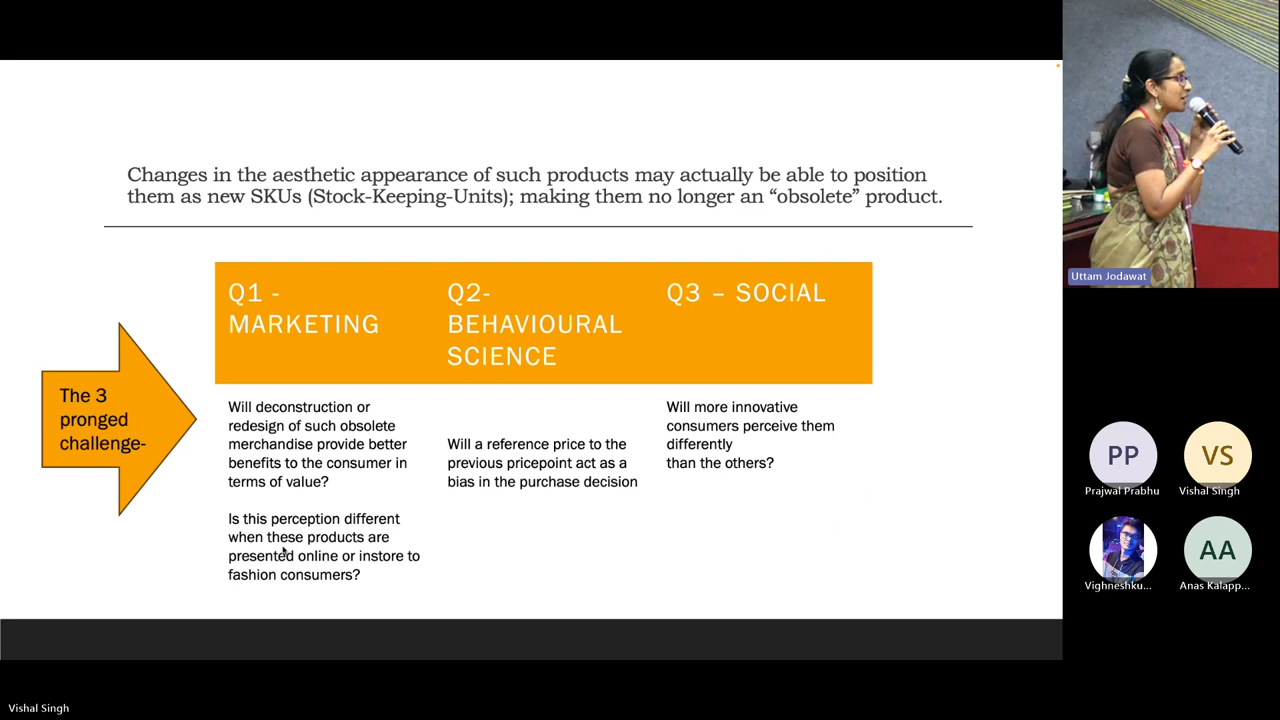 Changes in the aesthetic appearance of such products may actually be able to position
them as new SKUs (Stock-Keeping-Units); making them no longer an “obsolete” product.
The 3
pronged
challenge-
Q1 -
MARKETING
Q2-
BEHAVIOURAL
SCIENCE
Q3 – SOCIAL
Will deconstruction or
redesign of such obsolete
merchandise provide better
benefits to the consumer in
terms of value?
Is this perception different
when these products are
presented online or instore to
fashion consumers?
Will a reference price to the
previous pricepoint act as a
bias in the purchase decision
Will more innovative
consumers perceive them
differently
than the others?
Uttam Jodawat
PP
Prajwal Prabhu
VS
Vishal Singh
Vighneshku...
AA
Anas Kalapp...
Vishal Singh